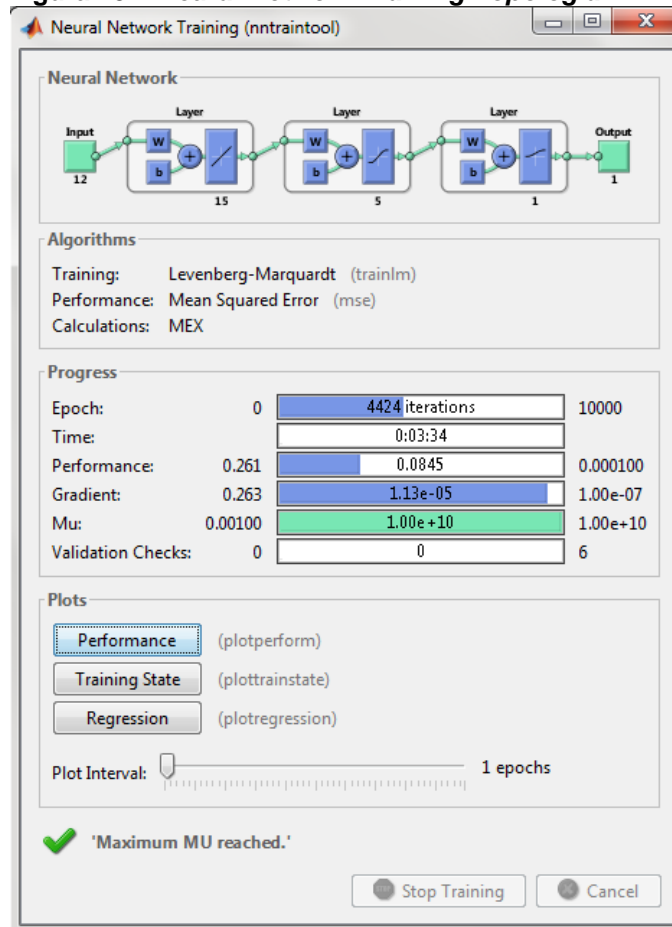 Neural Network Training (nntraintool)
Neural Network
Layer Layer Layer
Input Output
W W W
+ + +
b b b
12 1
15 5 1
Algorithms
Training: Levenberg-Marquardt (trainlm)
Performance: Mean Squared Error (mse)
Calculations: MEX
Progress
Epoch: 0 4424 iterations 10000
Time: 0:03:34
Performance: 0.261 0.0845 0.000100
Gradient: 0.263 1.13e-05 1.00e-07
Mu: 0.00100 1.00e+10 1.00e+10
Validation Checks: 0 0 6
Plots
Performance (plotperform)
Training State (plottrainstate)
Regression (plotregression)
Plot Interval: 1 epochs
'Maximum MU reached.'
Stop Training Cancel